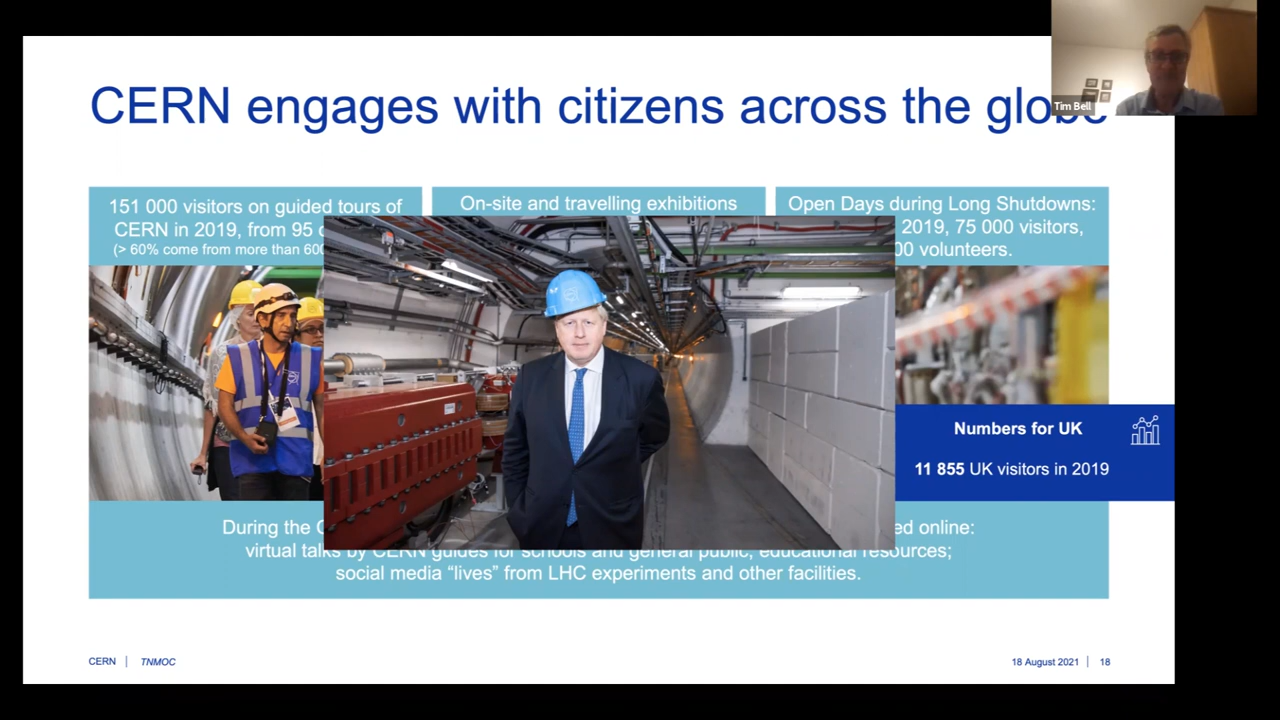 CERN engages with citizens across the globe
Tim Bell
151 000 visitors on guided tours of
CERN in 2019, from 95
(> 60% come from more than 600
On-site and travelling exhibitions
Open Days during Long Shutdowns:
2019, 75 000 visitors,
00 volunteers.
Numbers for UK
11 855 UK visitors in 2019
During the
online:
virtual talks by CERN guides for schools and general public, educational resources;
social media “lives” from LHC experiments and other facilities.
CERN | TNMOC
18 August 2021 | 18